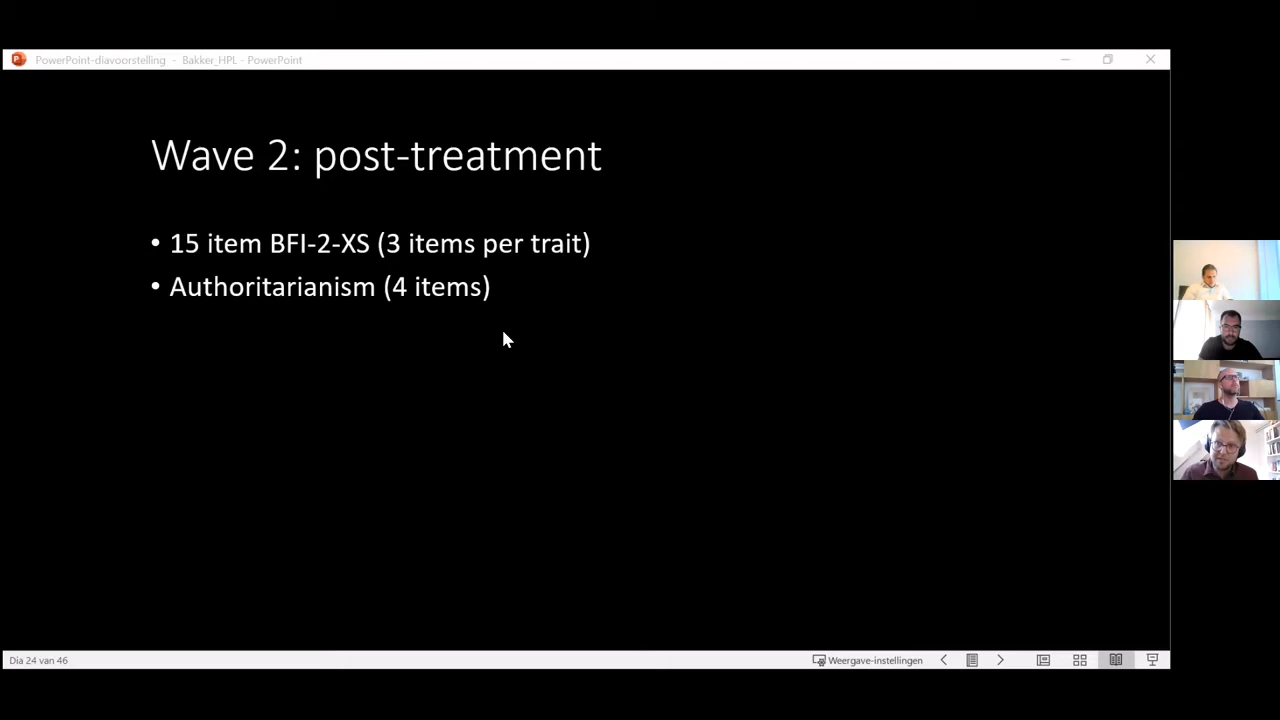 PowerPoint-diavoorstelling - Bakker_HPL - PowerPoint
Wave 2: post-treatment
• 15 item BFI-2-XS (3 items per trait)
• Authoritarianism (4 items)
Dia 24 van 46
Weergave-instellingen